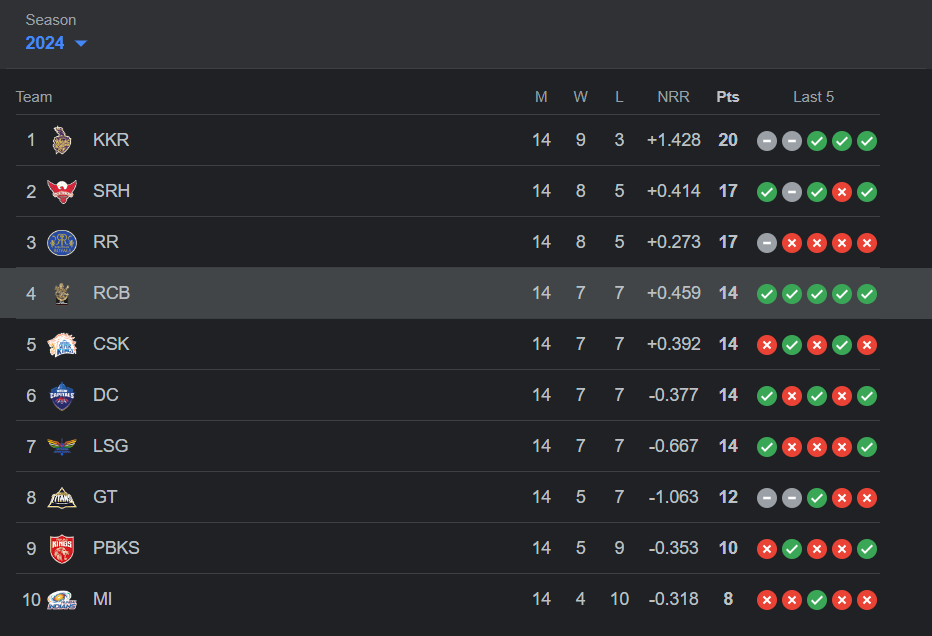 Season
2024
Team M W L NRR Pts Last 5
1 KKR 14 9 3 +1.428 20
2 SRH 14 8 5 +0.414 17
3 RR 14 8 5 +0.273 17
4 RCB 14 7 7 +0.459 14
5 CSK 14 7 7 +0.392 14
6 DC 14 7 7 -0.377 14
7 LSG 14 7 7 -0.667 14
8 GT 14 5 7 -1.063 12
9 PBKS 14 5 9 -0.353 10
10 MI 14 4 10 -0.318 8